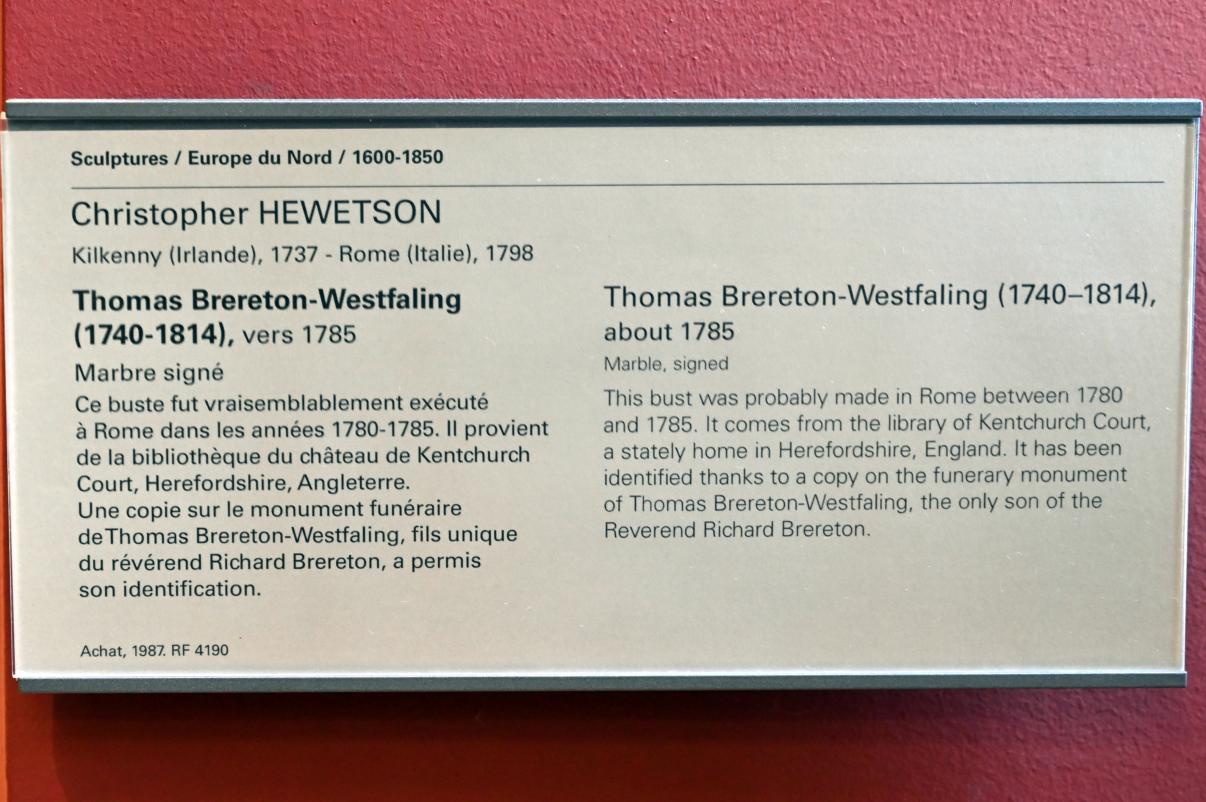 Sculptures / Europe du Nord / 1600-1850
Christopher HEWETSON
Kilkenny (Irlande), 1737 - Rome (Italie), 1798
Thomas Brereton-Westfaling
(1740-1814), vers 1785
Marbre signé
Ce buste fut vraisemblablement exécuté
à Rome dans les années 1780-1785. Il provient
de la bibliothèque du château de Kentchurch
Court, Herefordshire, Angleterre.
Une copie sur le monument funéraire
de Thomas Brereton-Westfaling, fils unique
du révérend Richard Brereton, a permis
son identification.
Achat, 1987. RF 4190
Thomas Brereton-Westfaling (1740–1814),
about 1785
Marble, signed
This bust was probably made in Rome between 1780
and 1785. It comes from the library of Kentchurch Court,
a stately home in Herefordshire, England. It has been
identified thanks to a copy on the funerary monument
of Thomas Brereton-Westfaling, the only son of the
Reverend Richard Brereton.